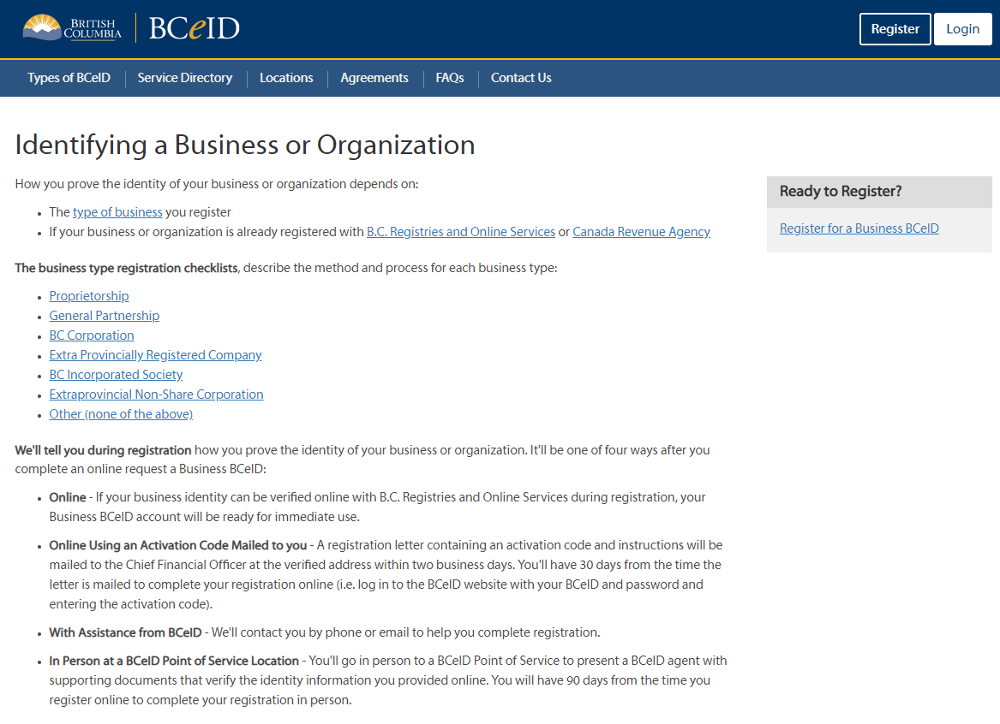 BRITISH
COLUMBIA
BCeID
Register
Login
Types of BCeID
Service Directory
Locations
Agreements
FAQs
Contact Us
Identifying a Business or Organization
How you prove the identity of your business or organization depends on:
The type of business you register
If your business or organization is already registered with B.C. Registries and Online Services or Canada Revenue Agency
Ready to Register?
Register for a Business BCeID
The business type registration checklists, describe the method and process for each business type:
Proprietorship
General Partnership
BC Corporation
Extra Provincially Registered Company
BC Incorporated Society
Extraprovincial Non-Share Corporation
Other (none of the above)
We'll tell you during registration how you prove the identity of your business or organization. It'll be one of four ways after you
complete an online request a Business BCeID:
Online - If your business identity can be verified online with B.C. Registries and Online Services during registration, your
Business BCeID account will be ready for immediate use.
Online Using an Activation Code Mailed to you - A registration letter containing an activation code and instructions will be
mailed to the Chief Financial Officer at the verified address within two business days. You'll have 30 days from the time the
letter is mailed to complete your registration online (i.e. log in to the BCeID website with your BCeID and password and
entering the activation code).
With Assistance from BCeID - We'll contact you by phone or email to help you complete registration.
In Person at a BCeID Point of Service Location - You'll go in person to a BCeID Point of Service to present a BCeID agent with
supporting documents that verify the identity information you provided online. You will have 90 days from the time you
register online to complete your registration in person.